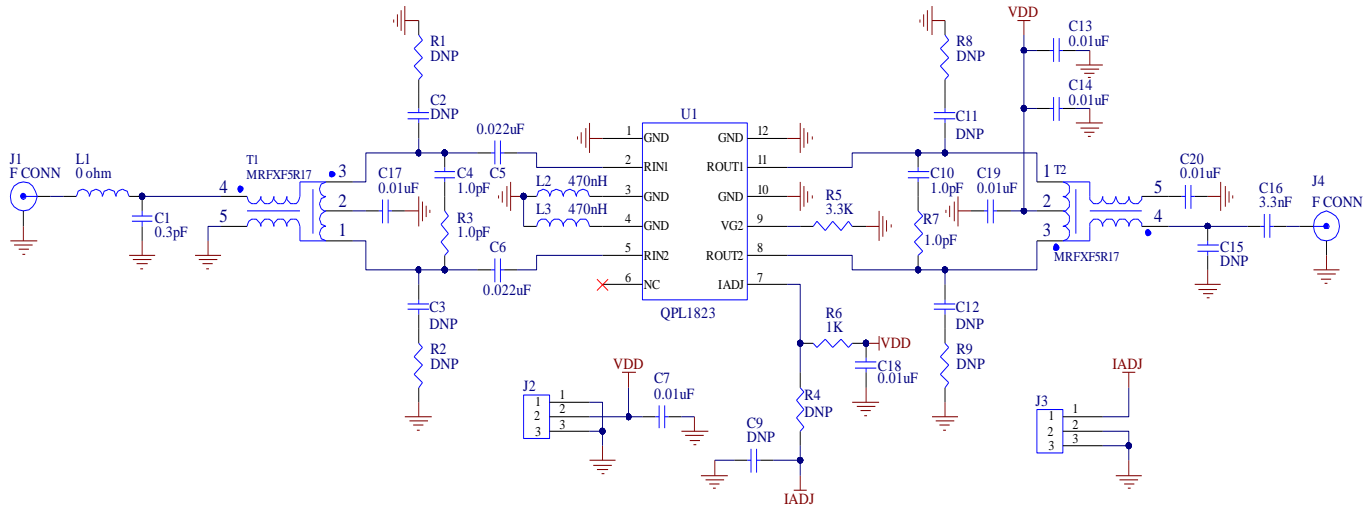 R1
DNP
C2
DNP
0.022uF
C5
J1
F CONN
L1
0 ohm
C1
0.3pF
T1
MRFXF5R17
4
5
3
2
1
C17
0.01uF
C4
1.0pF
R3
1.0pF
C6
0.022uF
C3
DNP
R2
DNP
L2
470nH
L3
470nH
U1
1
GND
2
RIN1
3
GND
4
GND
5
RIN2
6
NC
GND
12
ROUT1
11
GND
10
VG2
9
ROUT2
8
IADJ
7
QPL1823
R5
3.3K
R8
DNP
C11
DNP
VDD
C13
0.01uF
C14
0.01uF
C10
1.0pF
R7
1.0pF
C19
0.01uF
1
2
3
T2
MRFXF5R17
5
4
C20
0.01uF
C16
3.3nF
J4
F CONN
C15
DNP
C12
DNP
R9
DNP
R6
1K
VDD
C18
0.01uF
R4
DNP
C9
DNP
IADJ
J2
1
2
3
1
2
3
VDD
C7
0.01uF
J3
1
2
3
1
2
3
IADJ